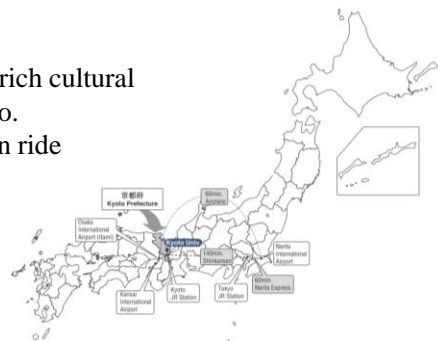 rich cultural
o.
n ride
京都府
Kyoto Prefecture
60min.
Airplane
Osaka
International
Airport (Itami)
Kyoto Univ.
140min.
Shinkansen
Narita
International
Airport
Kansai
International
Airport
Kyoto
JR Station
Tokyo
JR Station
60min.
Narita Express